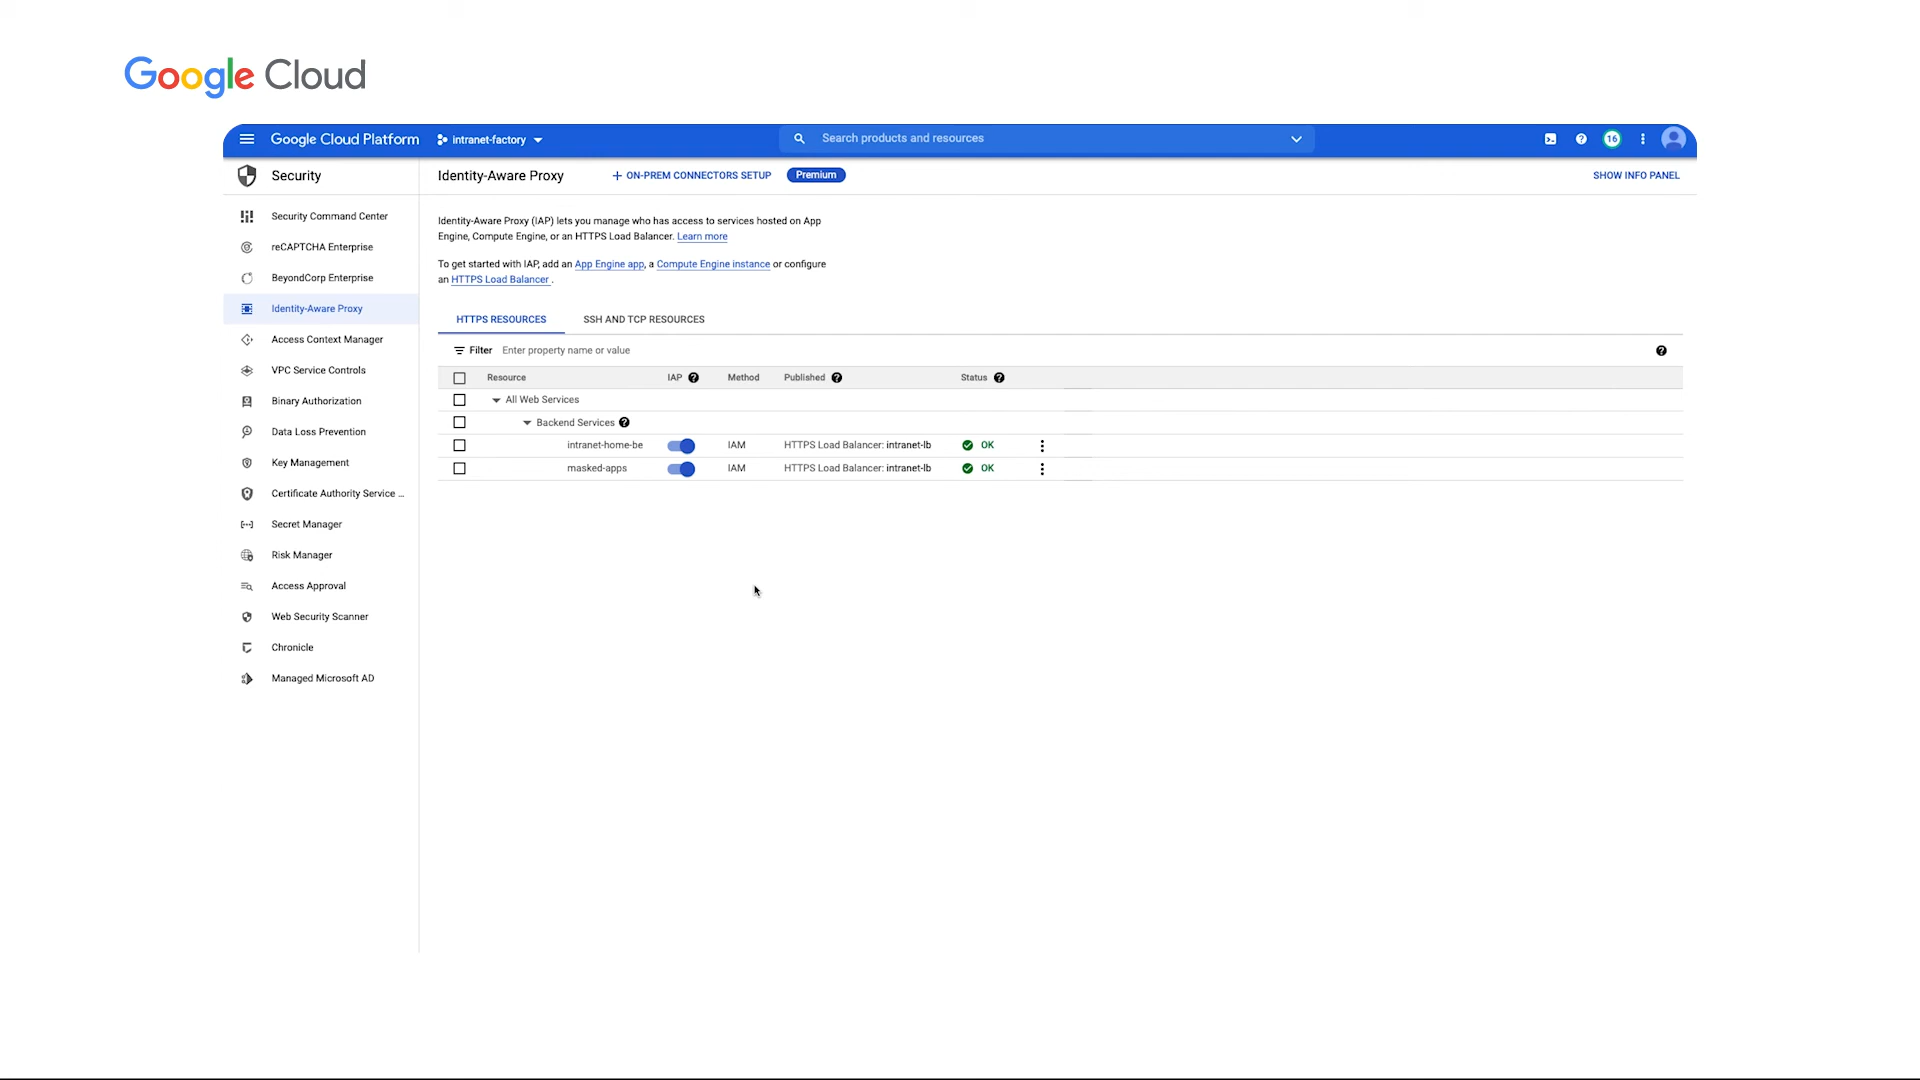 Google Cloud
Google Cloud Platform intranet-factory Search products and resources 16
Security
Identity-Aware Proxy + ON-PREM CONNECTORS SETUP Premium SHOW INFO PANEL
Security Command Center
reCAPTCHA Enterprise
BeyondCorp Enterprise
Identity-Aware Proxy
Access Context Manager
VPC Service Controls
Binary Authorization
Data Loss Prevention
Key Management
Certificate Authority Service ...
Secret Manager
Risk Manager
Access Approval
Web Security Scanner
Chronicle
Managed Microsoft AD
Identity-Aware Proxy (IAP) lets you manage who has access to services hosted on App
Engine, Compute Engine, or an HTTPS Load Balancer. Learn more
To get started with IAP, add an App Engine app, a Compute Engine instance or configure
an HTTPS Load Balancer .
HTTPS RESOURCES SSH AND TCP RESOURCES
Filter Enter property name or value
Resource IAP Method Published Status
All Web Services
Backend Services
intranet-home-be IAM HTTPS Load Balancer: intranet-lb OK
masked-apps IAM HTTPS Load Balancer: intranet-lb OK